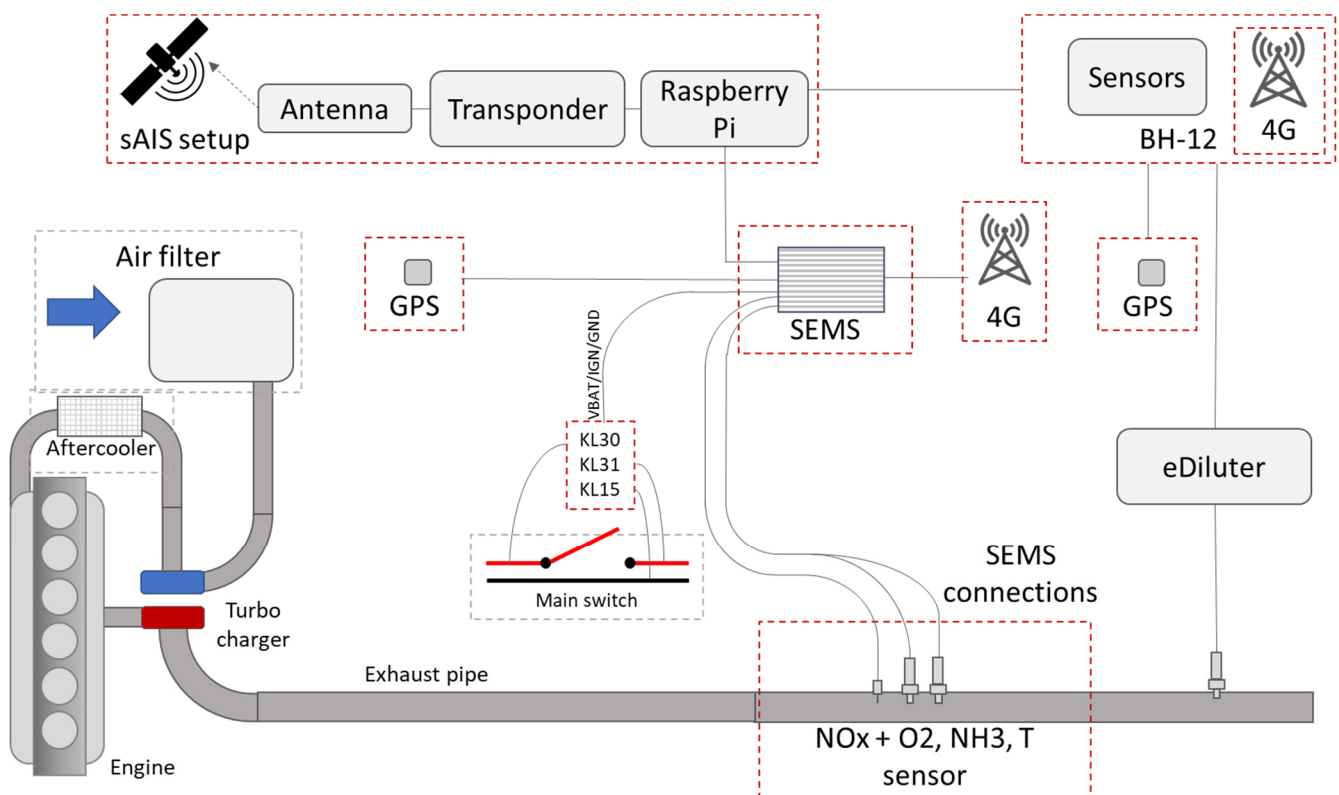 sAIS setup
Antenna
Transponder
Raspberry
Pi
Sensors
BH-12
4G
Air filter
GPS
SEMS
4G
GPS
VBAT/IGN/GND
KL30
KL31
KL15
Aftercooler
eDiluter
Main switch
SEMS
connections
Turbo
charger
Exhaust pipe
NOx + O2, NH3, T
sensor
Engine